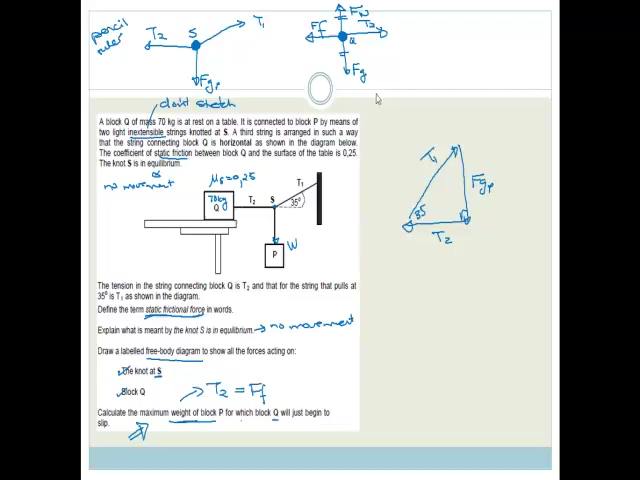 pencil
ruler
T2
S
T1
Fgp
FN
Ff
T2
Q
Fg
don't stretch
A block Q of mass 70 kg is at rest on a table. It is connected to block P by means of
two light inextensible strings knotted at S. A third string is arranged in such a way
that the string connecting block Q is horizontal as shown in the diagram below.
The coefficient of static friction between block Q and the surface of the table is 0,25.
The knot S is in equilibrium.
no movement
μs=0,25
70kg
Q
T2
S
T1
35°
P
W
T1
Fgp
35
T2
The tension in the string connecting block Q is T2 and that for the string that pulls at
35° is T1 as shown in the diagram.
Define the term static frictional force in words.
Explain what is meant by the knot S is in equilibrium. → no movement
Draw a labelled free-body diagram to show all the forces acting on:
The knot at S
Block Q
→ T2 = Ff
Calculate the maximum weight of block P for which block Q will just begin to
slip.